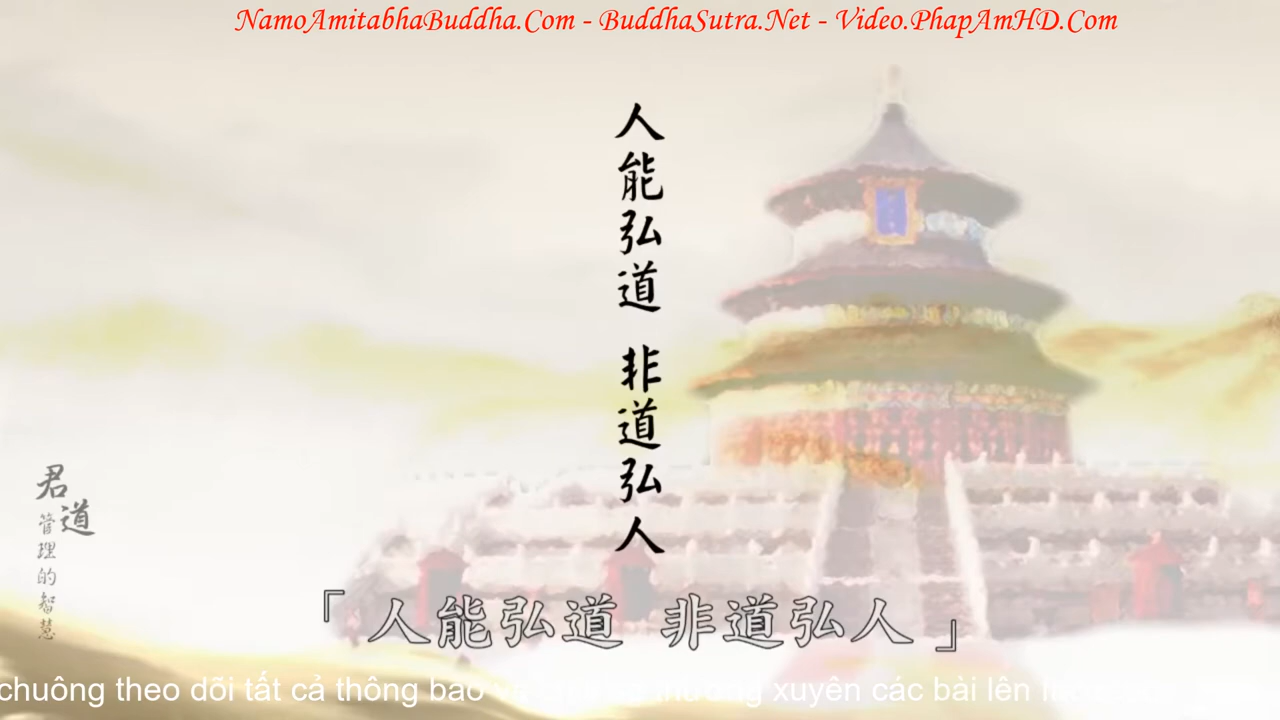 NamoAmitabhaBuddha.Com - BuddhaSutra.Net - Video.PhapAmHD.Com
人能弘道 非道弘人
君道
管理的智慧
「人能弘道 非道弘人」
chuông theo dõi tất cả thông báo xuyên các bài lên